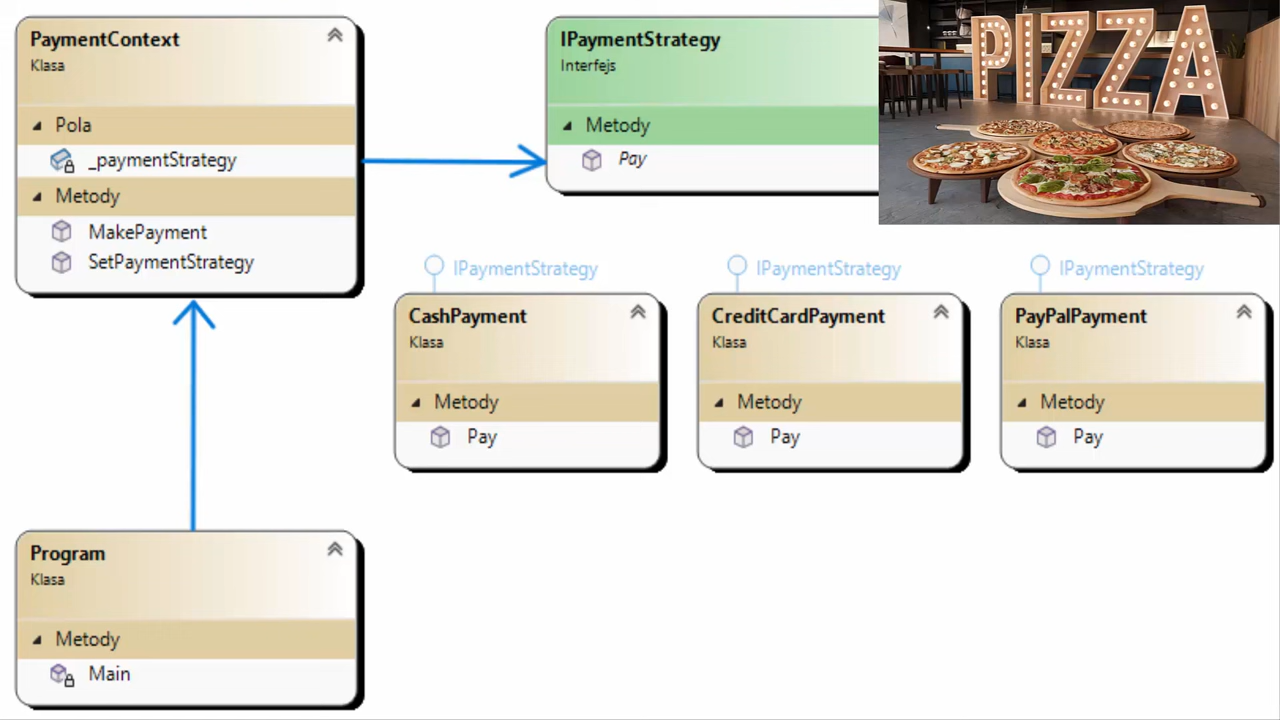 PaymentContext
Klasa
Pola
_paymentStrategy
Metody
MakePayment
SetPaymentStrategy
IPaymentStrategy
Interfejs
Metody
Pay
PIZZA
IPaymentStrategy
CashPayment
Klasa
Metody
Pay
IPaymentStrategy
CreditCardPayment
Klasa
Metody
Pay
IPaymentStrategy
PayPalPayment
Klasa
Metody
Pay
Program
Klasa
Metody
Main